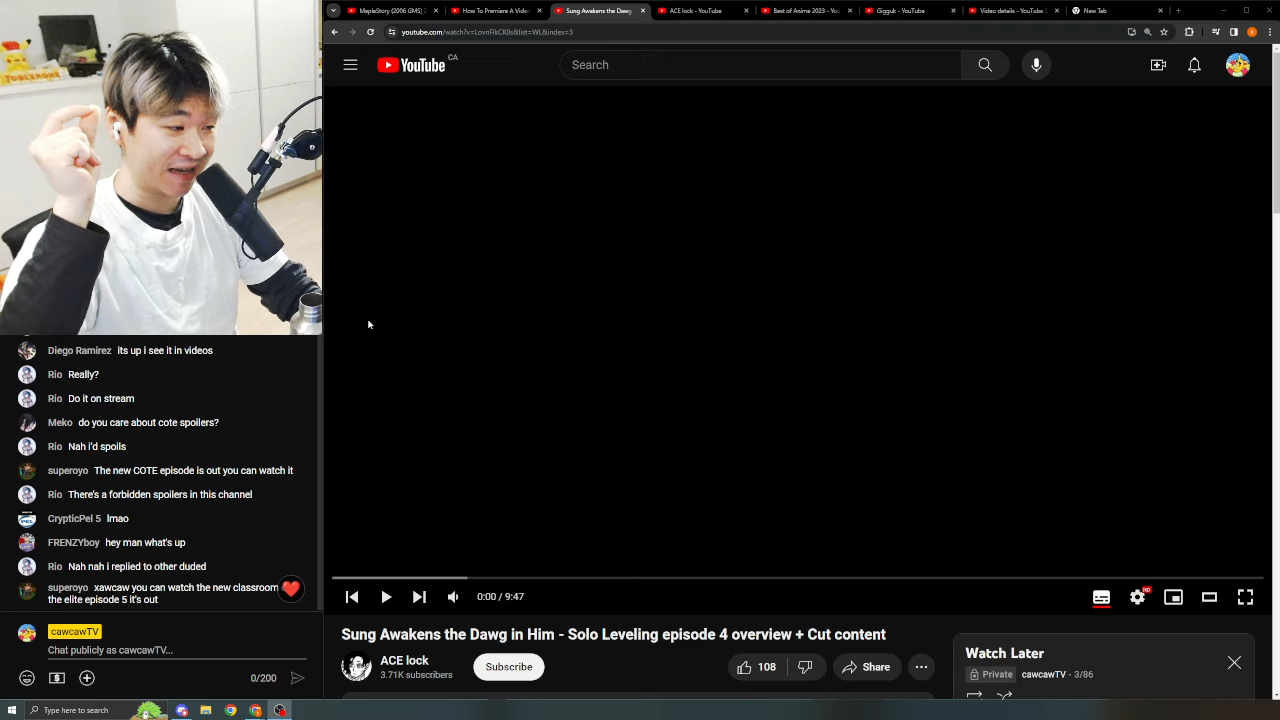 MapleStory (2006 GMS) 2
How To Premiere A Video
Sung Awakens the Dawg
ACE lock - YouTube
Best of Anime 2023 - YouT
Gigguk - YouTube
Video details - YouTube S
New Tab
youtube.com/watch?v=LovnFIkCK0s&list=WL&index=3
YouTube CA
Search
TOBLERONE
Diego Ramirez its up i see it in videos
Rio Really?
Rio Do it on stream
Meko do you care about cote spoilers?
Rio Nah i'd spoils
superoyo The new COTE episode is out you can watch it
Rio There's a forbidden spoilers in this channel
CrypticPel 5 lmao
FRENZYboy hey man what's up
Rio Nah nah i replied to other duded
superoyo xawcaw you can watch the new classroom
the elite episode 5 it's out
cawcawTV
Chat publicly as cawcawTV...
0/200
0:00 / 9:47
HD
Sung Awakens the Dawg in Him - Solo Leveling episode 4 overview + Cut content
ACE lock
3.71K subscribers
Subscribe
108
Share
Watch Later
Private cawcawTV - 3/86
Type here to search